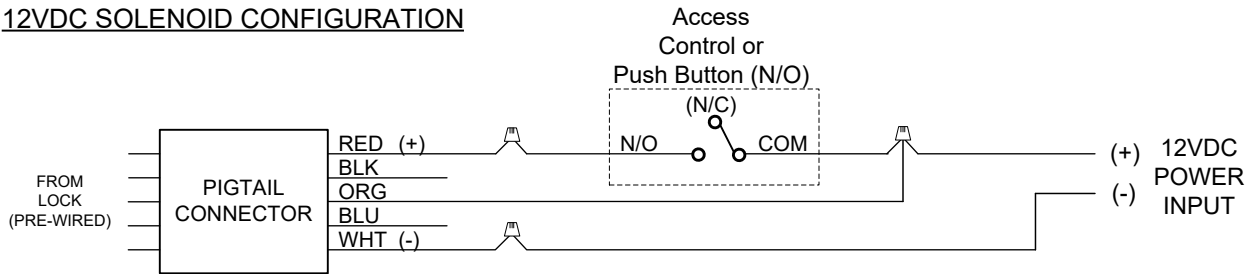 12VDC SOLENOID CONFIGURATION
Access
Control or
Push Button (N/O)
(N/C)
N/O
COM
RED (+)
BLK
ORG
BLU
WHT (-)
FROM
LOCK
(PRE-WIRED)
PIGTAIL
CONNECTOR
(+)
(-)
12VDC
POWER
INPUT